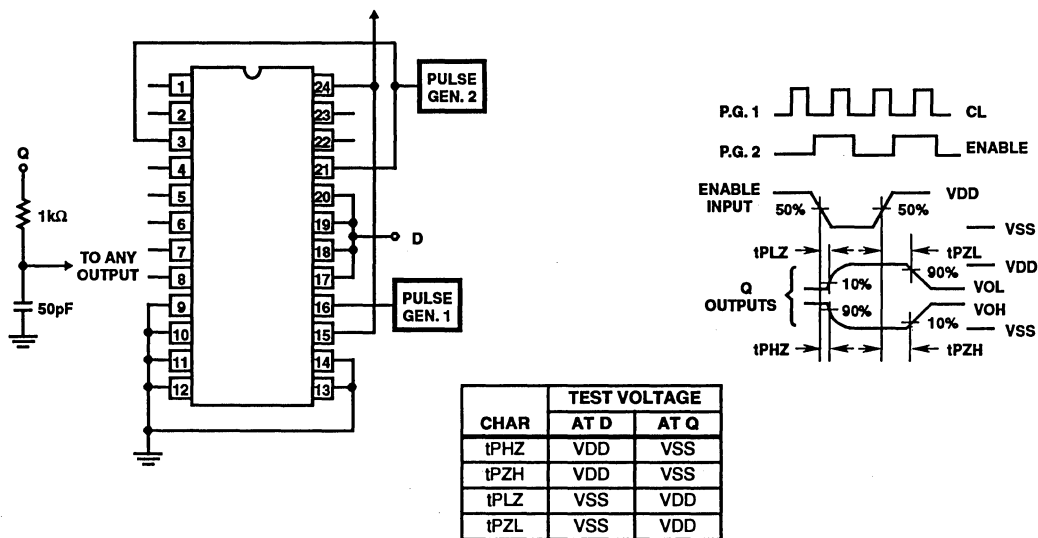 PULSE
GEN. 2
1
2
3
4
5
6
7
8
9
10
11
12
24
23
22
21
20
19
18
17
16
15
14
13
Q
1kΩ
TO ANY
OUTPUT
50pF
D
PULSE
GEN. 1
P.G. 1
CL
P.G. 2
ENABLE
ENABLE
INPUT
50%
50%
VDD
VSS
tPLZ
tPZL
VDD
Q
OUTPUTS
10%
90%
VOL
VOH
90%
10%
VSS
tPHZ
tPZH
CHAR TEST VOLTAGE
AT D AT Q
tPHZ VDD VSS
tPZH VDD VSS
tPLZ VSS VDD
tPZL VSS VDD